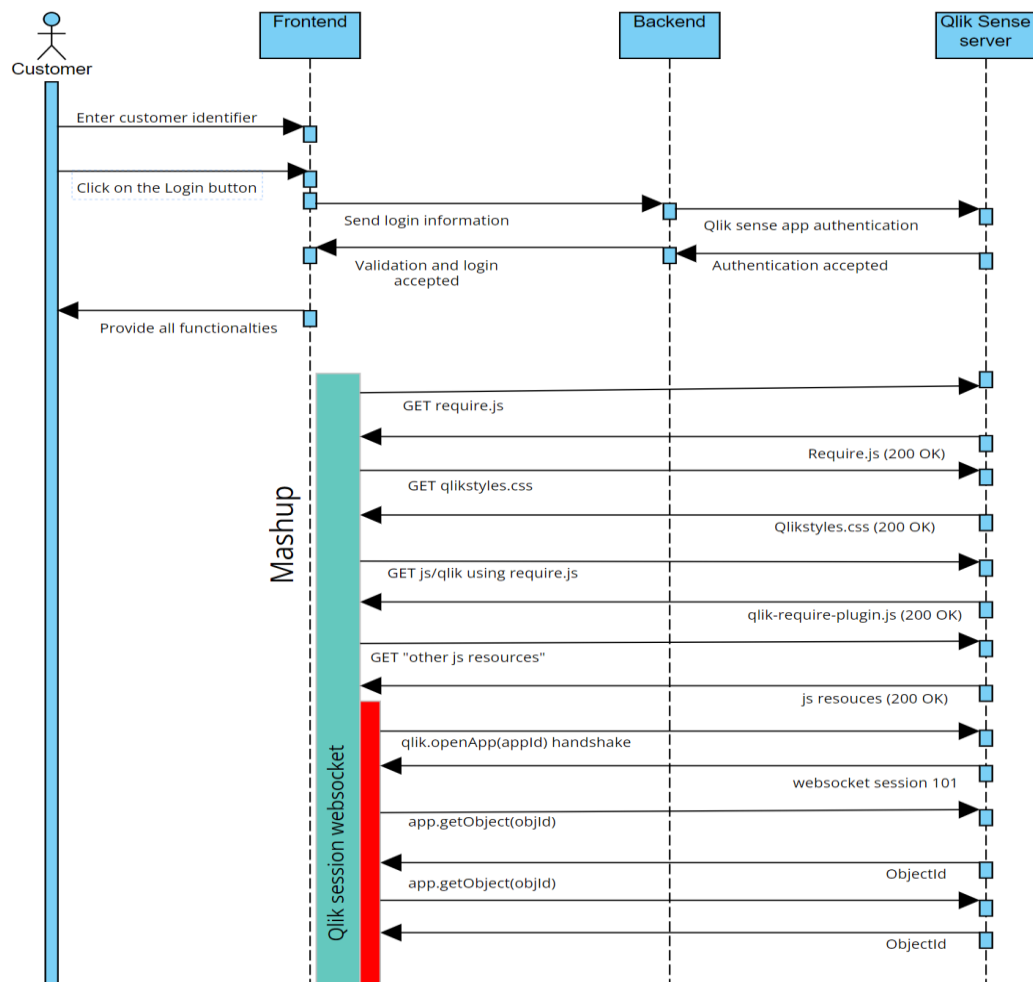 Frontend
Backend
Qlik Sense
server
Customer
Enter customer identifier
Click on the Login button
Send login information
Qlik sense app authentication
Validation and login
accepted
Authentication accepted
Provide all functionalties
GET require.js
Require.js (200 OK)
GET qlikstyles.css
Mashup
Qlikstyles.css (200 OK)
GET js/qlik using require.js
qlik-require-plugin.js (200 OK)
GET "other js resources"
js resouces (200 OK)
Qlik session websocket
qlik.openApp(appId) handshake
websocket session 101
app.getObject(objId)
ObjectId
app.getObject(objId)
ObjectId